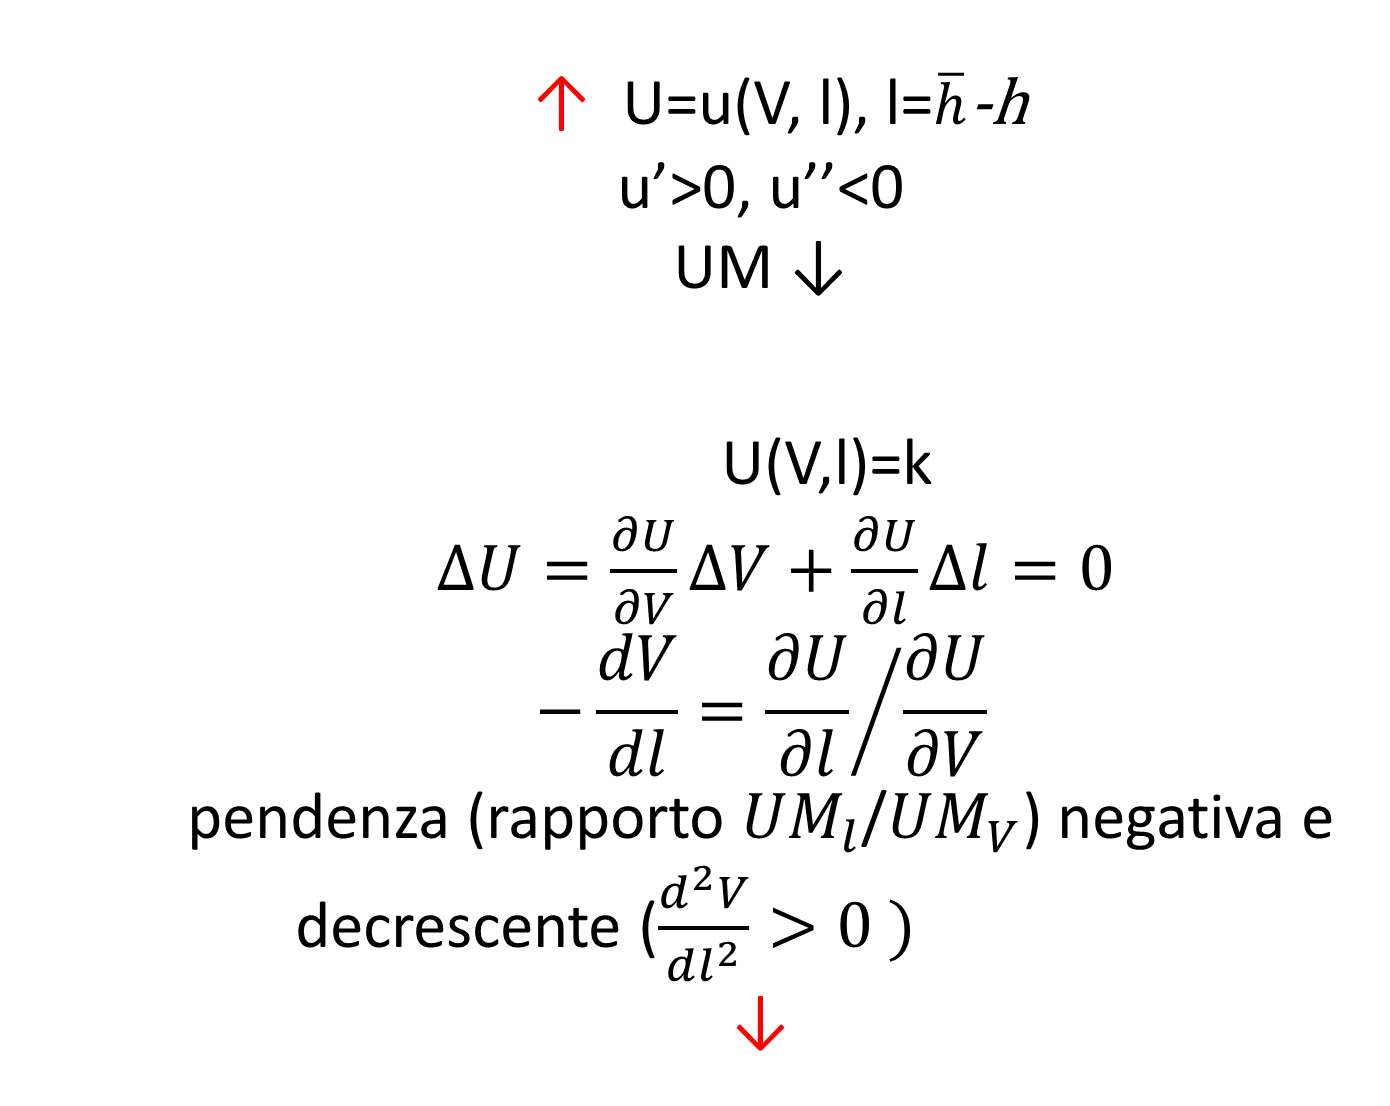 ↑ U=u(V, l), l=h̅-h
u’>0, u’’<0
UM ↓
U(V,l)=k
ΔU = ∂U/∂V ΔV + ∂U/∂l Δl = 0
− dV/dl = ∂U/∂l / ∂U/∂V
pendenza (rapporto UM_l/UM_V) negativa e
decrescente (d²V/dl² > 0 )
↓